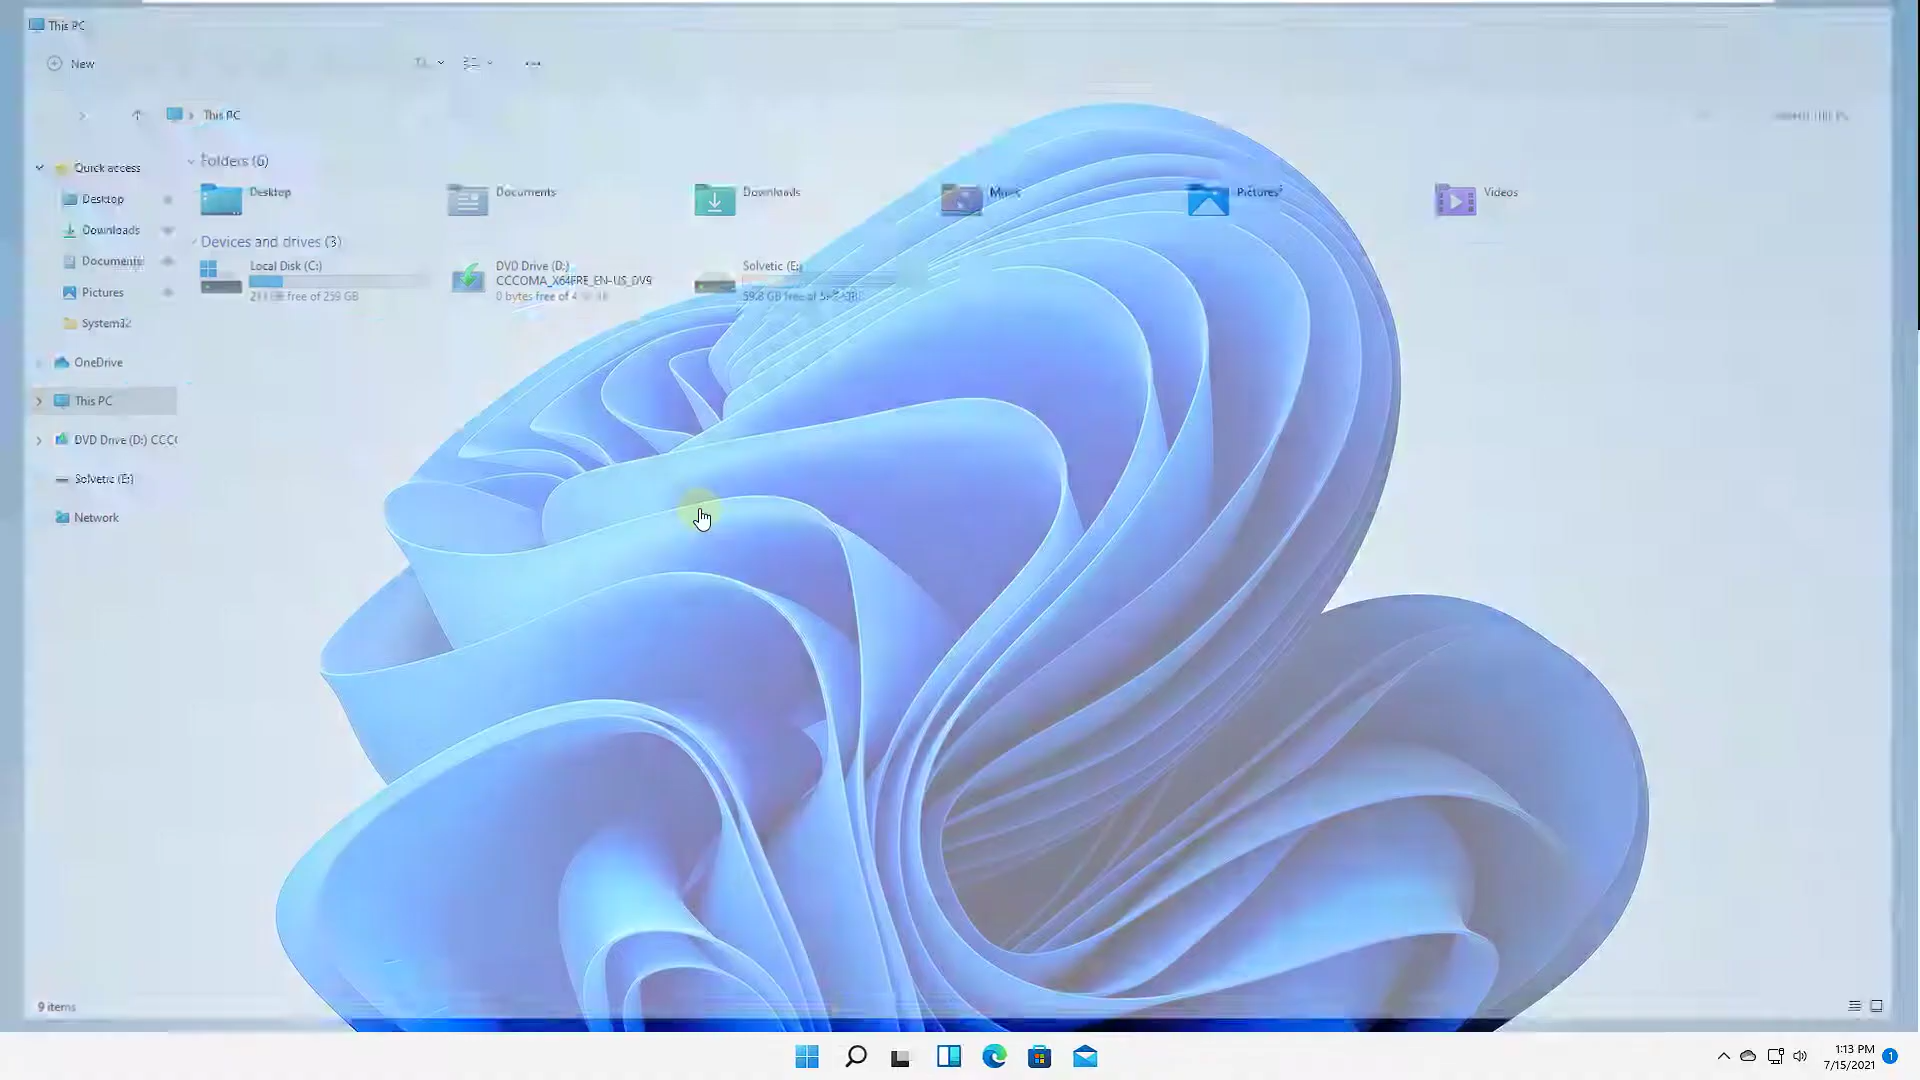 This PC
New
This PC
Quick access
Desktop
Downloads
Documents
Pictures
System32
OneDrive
This PC
DVD Drive (D:) CCC
Solvetic (E:)
Network
Folders (6)
Desktop
Documents
Downloads
Music
Pictures
Videos
Devices and drives (3)
Local Disk (C:)
free of 259 GB
DVD Drive (D:)
CCCOMA_X64FRE_EN-US_DV9
0 bytes free of
Solvetic (E:)
59.8 GB free of
9 items
1:13 PM
7/15/2021
1